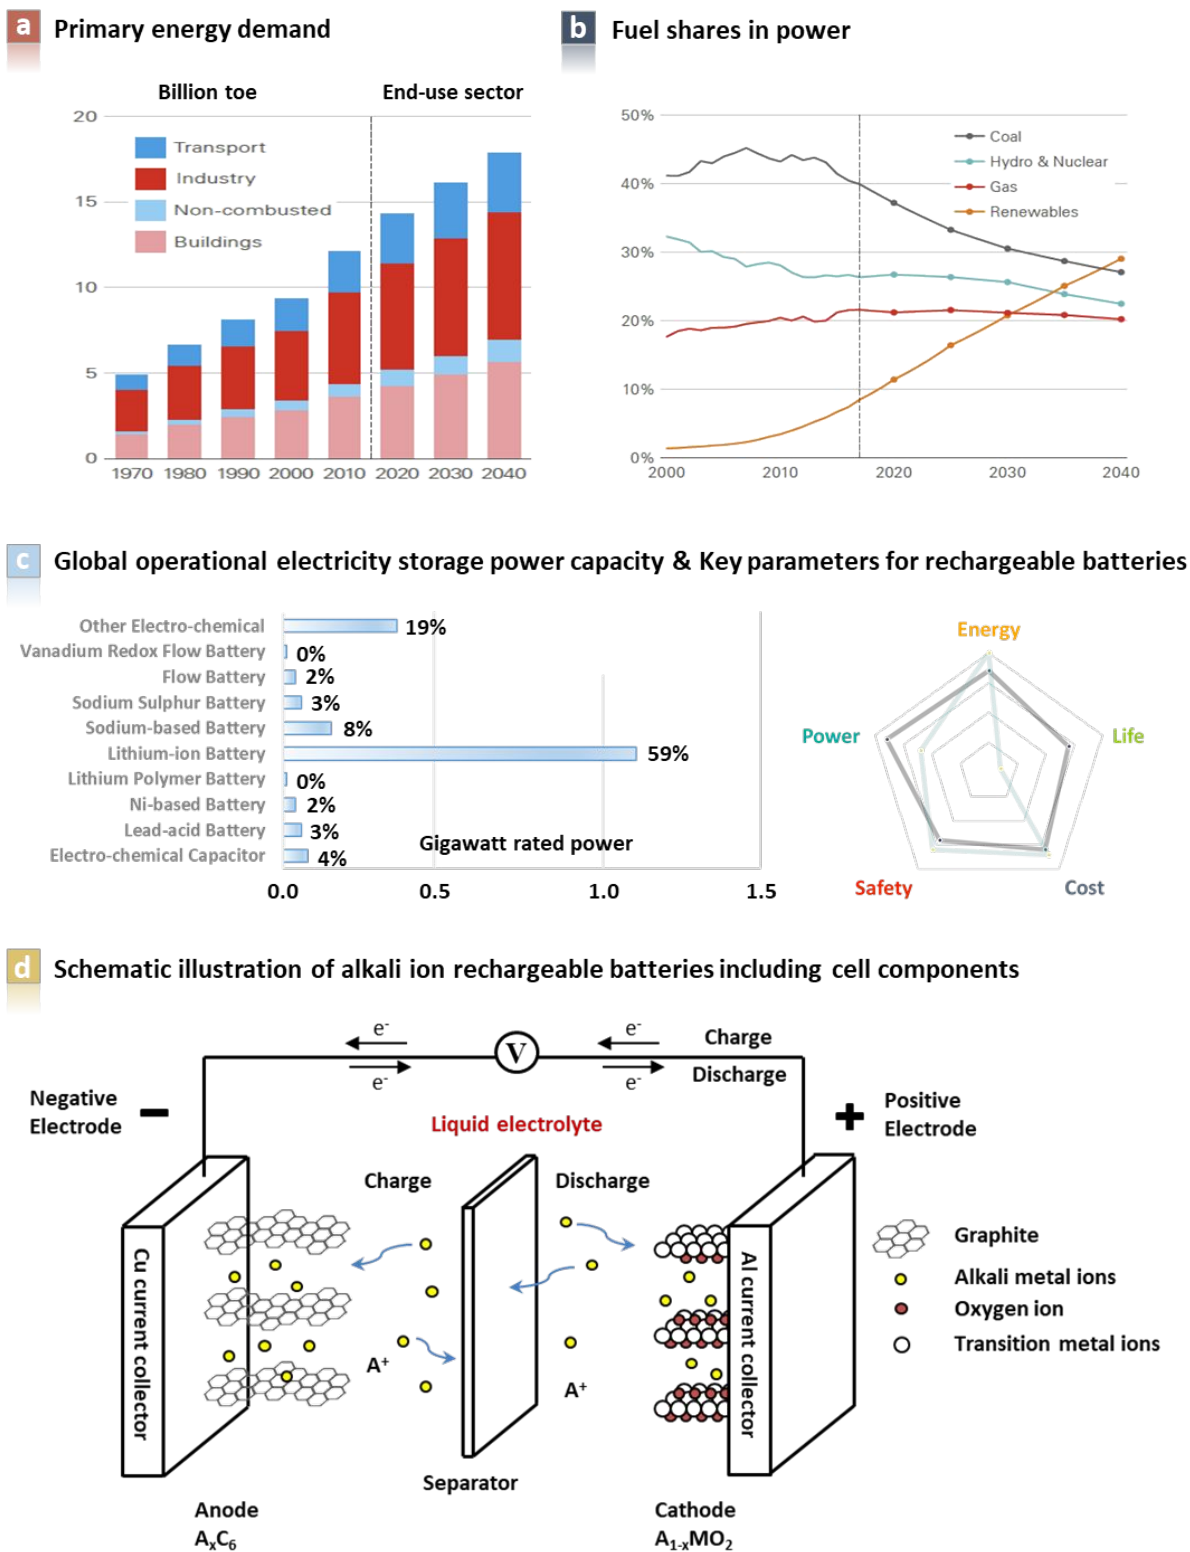 a Primary energy demand
Billion toe
End-use sector
20
15
10
5
0
Transport
Industry
Non-combusted
Buildings
1970 1980 1990 2000 2010 2020 2030 2040
b Fuel shares in power
50%
40%
30%
20%
10%
0%
Coal
Hydro & Nuclear
Gas
Renewables
2000 2010 2020 2030 2040
c Global operational electricity storage power capacity & Key parameters for rechargeable batteries
Other Electro-chemical 19%
Vanadium Redox Flow Battery 0%
Flow Battery 2%
Sodium Sulphur Battery 3%
Sodium-based Battery 8%
Lithium-ion Battery 59%
Lithium Polymer Battery 0%
Ni-based Battery 2%
Lead-acid Battery 3%
Electro-chemical Capacitor 4%
Gigawatt rated power
0.0 0.5 1.0 1.5
Energy
Power
Life
Safety
Cost
d Schematic illustration of alkali ion rechargeable batteries including cell components
e⁻ V e⁻ Charge
e⁻ e⁻ Discharge
Negative
Electrode
−
+
Positive
Electrode
Liquid electrolyte
Charge
Discharge
Cu current collector
Al current collector
A⁺
A⁺
Graphite
Alkali metal ions
Oxygen ion
Transition metal ions
Separator
Anode
AₓC₆
Cathode
A₁₋ₓMO₂